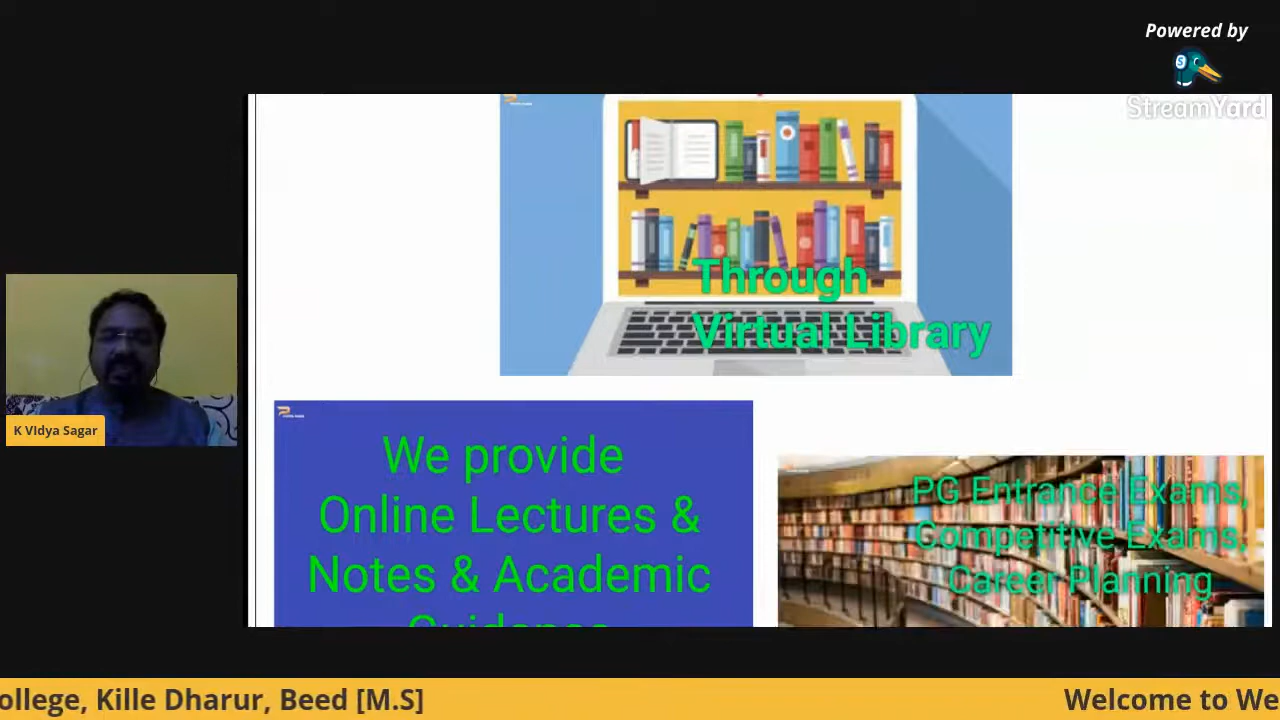 Powered by
StreamYard
Through
Virtual Library
We provide
Online Lectures &
Notes & Academic
Guidance
PG Entrance Exams,
Competitive Exams,
Career Planning
K VIdya Sagar
ollege, Kille Dharur, Beed [M.S]
Welcome to We